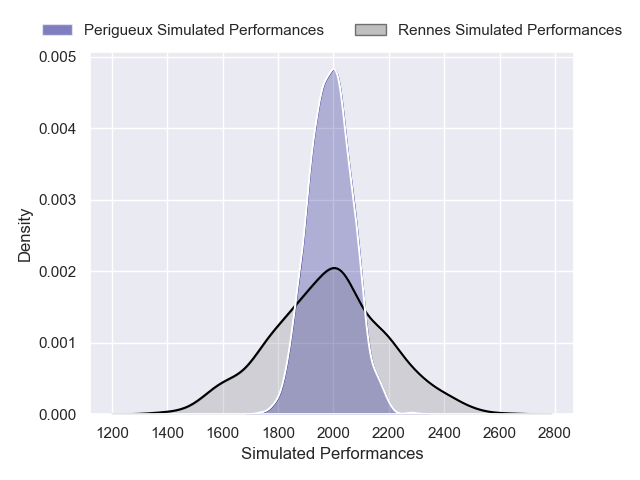 Perigueux Simulated Performances Rennes Simulated Performances
0.005
0.004
0.003
0.002
0.001
0.000
Density
1200 1400 1600 1800 2000 2200 2400 2600 2800
Simulated Performances